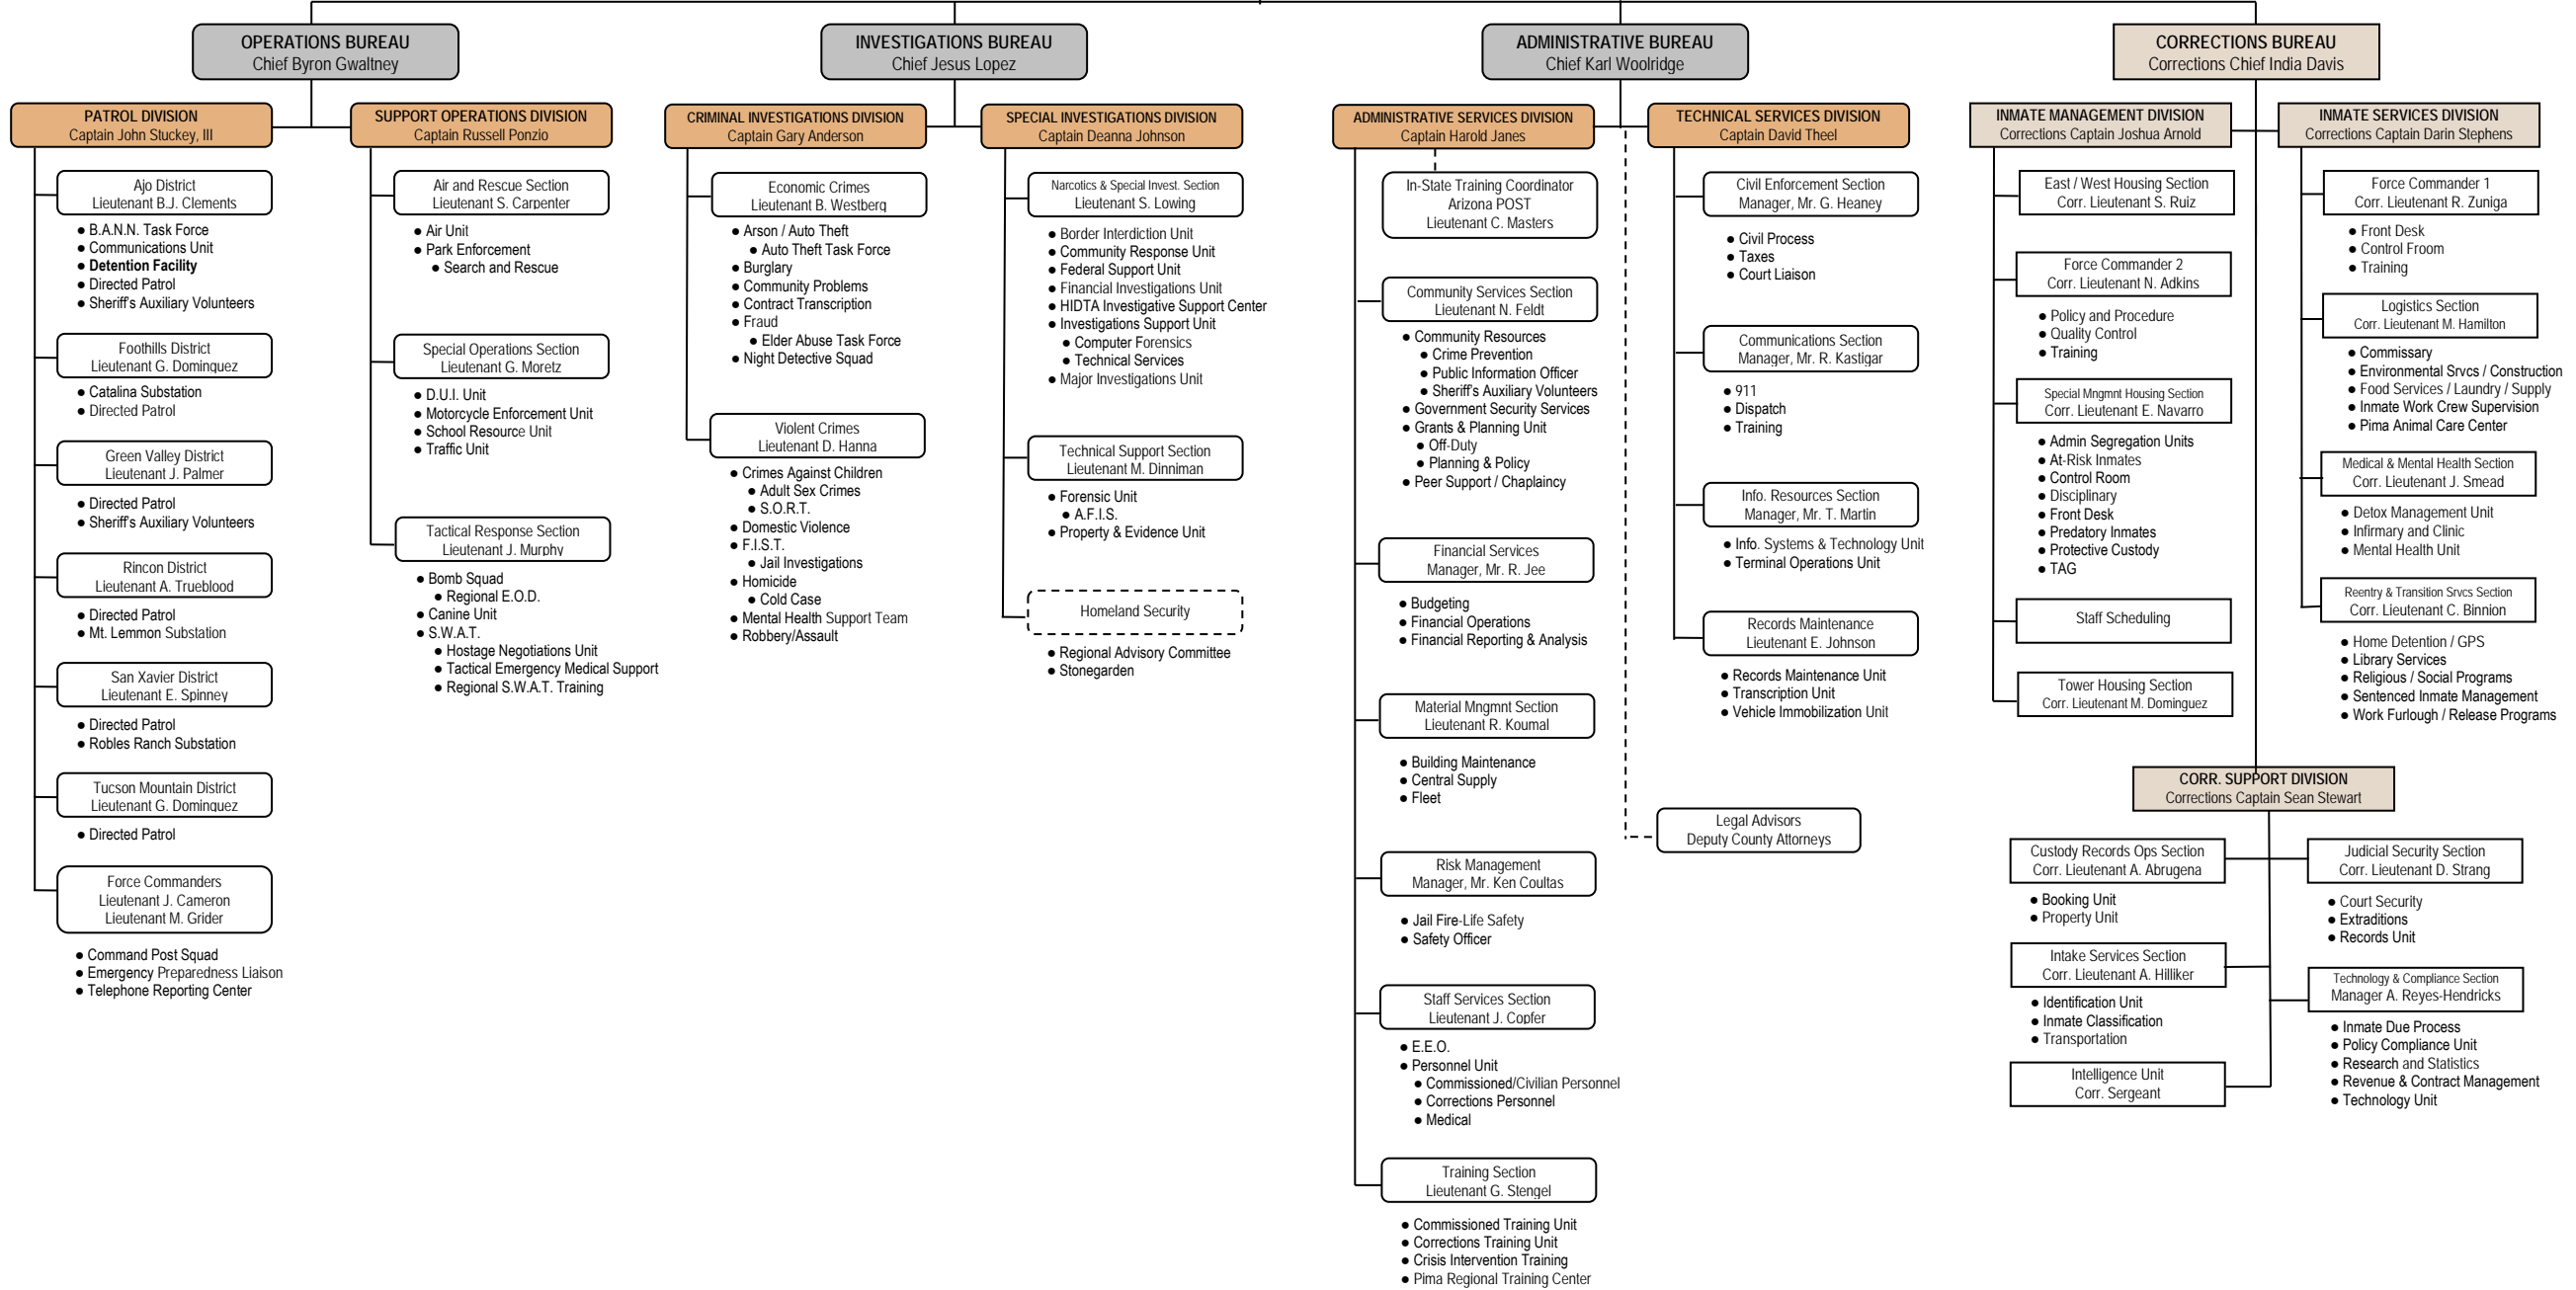 OPERATIONS BUREAU
Chief Byron Gwaltney
INVESTIGATIONS BUREAU
Chief Jesus Lopez
ADMINISTRATIVE BUREAU
Chief Karl Woolridge
CORRECTIONS BUREAU
Corrections Chief India Davis
PATROL DIVISION
Captain John Stuckey, III
Ajo District
Lieutenant B.J. Clements
● B.A.N.N. Task Force
● Communications Unit
● Detention Facility
● Directed Patrol
● Sheriff's Auxiliary Volunteers
Foothills District
Lieutenant G. Dominguez
● Catalina Substation
● Directed Patrol
Green Valley District
Lieutenant J. Palmer
● Directed Patrol
● Sheriff's Auxiliary Volunteers
Rincon District
Lieutenant A. Trueblood
● Directed Patrol
● Mt. Lemmon Substation
San Xavier District
Lieutenant E. Spinney
● Directed Patrol
● Robles Ranch Substation
Tucson Mountain District
Lieutenant G. Dominguez
● Directed Patrol
Force Commanders
Lieutenant J. Cameron
Lieutenant M. Grider
● Command Post Squad
● Emergency Preparedness Liaison
● Telephone Reporting Center
SUPPORT OPERATIONS DIVISION
Captain Russell Ponzio
Air and Rescue Section
Lieutenant S. Carpenter
● Air Unit
● Park Enforcement
● Search and Rescue
Special Operations Section
Lieutenant G. Moretz
● D.U.I. Unit
● Motorcycle Enforcement Unit
● School Resource Unit
● Traffic Unit
Tactical Response Section
Lieutenant J. Murphy
● Bomb Squad
● Regional E.O.D.
● Canine Unit
● S.W.A.T.
● Hostage Negotiations Unit
● Tactical Emergency Medical Support
● Regional S.W.A.T. Training
CRIMINAL INVESTIGATIONS DIVISION
Captain Gary Anderson
Economic Crimes
Lieutenant B. Westberg
● Arson / Auto Theft
● Auto Theft Task Force
● Burglary
● Community Problems
● Contract Transcription
● Fraud
● Elder Abuse Task Force
● Night Detective Squad
Violent Crimes
Lieutenant D. Hanna
● Crimes Against Children
● Adult Sex Crimes
● S.O.R.T.
● Domestic Violence
● F.I.S.T.
● Jail Investigations
● Homicide
● Cold Case
● Mental Health Support Team
● Robbery/Assault
SPECIAL INVESTIGATIONS DIVISION
Captain Deanna Johnson
Narcotics & Special Invest. Section
Lieutenant S. Lowing
● Border Interdiction Unit
● Community Response Unit
● Federal Support Unit
● Financial Investigations Unit
● HIDTA Investigative Support Center
● Investigations Support Unit
● Computer Forensics
● Technical Services
● Major Investigations Unit
Technical Support Section
Lieutenant M. Dinniman
● Forensic Unit
● A.F.I.S.
● Property & Evidence Unit
Homeland Security
● Regional Advisory Committee
● Stonegarden
ADMINISTRATIVE SERVICES DIVISION
Captain Harold Janes
In-State Training Coordinator
Arizona POST
Lieutenant C. Masters
Community Services Section
Lieutenant N. Feldt
● Community Resources
● Crime Prevention
● Public Information Officer
● Sheriff's Auxiliary Volunteers
● Government Security Services
● Grants & Planning Unit
● Off-Duty
● Planning & Policy
● Peer Support / Chaplaincy
Financial Services
Manager, Mr. R. Jee
● Budgeting
● Financial Operations
● Financial Reporting & Analysis
Material Mngmnt Section
Lieutenant R. Koumal
● Building Maintenance
● Central Supply
● Fleet
Risk Management
Manager, Mr. Ken Coultas
● Jail Fire-Life Safety
● Safety Officer
Staff Services Section
Lieutenant J. Copfer
● E.E.O.
● Personnel Unit
● Commissioned/Civilian Personnel
● Corrections Personnel
● Medical
Training Section
Lieutenant G. Stengel
● Commissioned Training Unit
● Corrections Training Unit
● Crisis Intervention Training
● Pima Regional Training Center
TECHNICAL SERVICES DIVISION
Captain David Theel
Civil Enforcement Section
Manager, Mr. G. Heaney
● Civil Process
● Taxes
● Court Liaison
Communications Section
Manager, Mr. R. Kastigar
● 911
● Dispatch
● Training
Info. Resources Section
Manager, Mr. T. Martin
● Info. Systems & Technology Unit
● Terminal Operations Unit
Records Maintenance
Lieutenant E. Johnson
● Records Maintenance Unit
● Transcription Unit
● Vehicle Immobilization Unit
Legal Advisors
Deputy County Attorneys
INMATE MANAGEMENT DIVISION
Corrections Captain Joshua Arnold
East / West Housing Section
Corr. Lieutenant S. Ruiz
Force Commander 2
Corr. Lieutenant N. Adkins
● Policy and Procedure
● Quality Control
● Training
Special Mngmnt Housing Section
Corr. Lieutenant E. Navarro
● Admin Segregation Units
● At-Risk Inmates
● Control Room
● Disciplinary
● Front Desk
● Predatory Inmates
● Protective Custody
● TAG
Staff Scheduling
Tower Housing Section
Corr. Lieutenant M. Dominguez
INMATE SERVICES DIVISION
Corrections Captain Darin Stephens
Force Commander 1
Corr. Lieutenant R. Zuniga
● Front Desk
● Control Froom
● Training
Logistics Section
Corr. Lieutenant M. Hamilton
● Commissary
● Environmental Srvcs / Construction
● Food Services / Laundry / Supply
● Inmate Work Crew Supervision
● Pima Animal Care Center
Medical & Mental Health Section
Corr. Lieutenant J. Smead
● Detox Management Unit
● Infirmary and Clinic
● Mental Health Unit
Reentry & Transition Srvcs Section
Corr. Lieutenant C. Binnion
● Home Detention / GPS
● Library Services
● Religious / Social Programs
● Sentenced Inmate Management
● Work Furlough / Release Programs
CORR. SUPPORT DIVISION
Corrections Captain Sean Stewart
Custody Records Ops Section
Corr. Lieutenant A. Abrugena
● Booking Unit
● Property Unit
Intake Services Section
Corr. Lieutenant A. Hilliker
● Identification Unit
● Inmate Classification
● Transportation
Intelligence Unit
Corr. Sergeant
Judicial Security Section
Corr. Lieutenant D. Strang
● Court Security
● Extraditions
● Records Unit
Technology & Compliance Section
Manager A. Reyes-Hendricks
● Inmate Due Process
● Policy Compliance Unit
● Research and Statistics
● Revenue & Contract Management
● Technology Unit